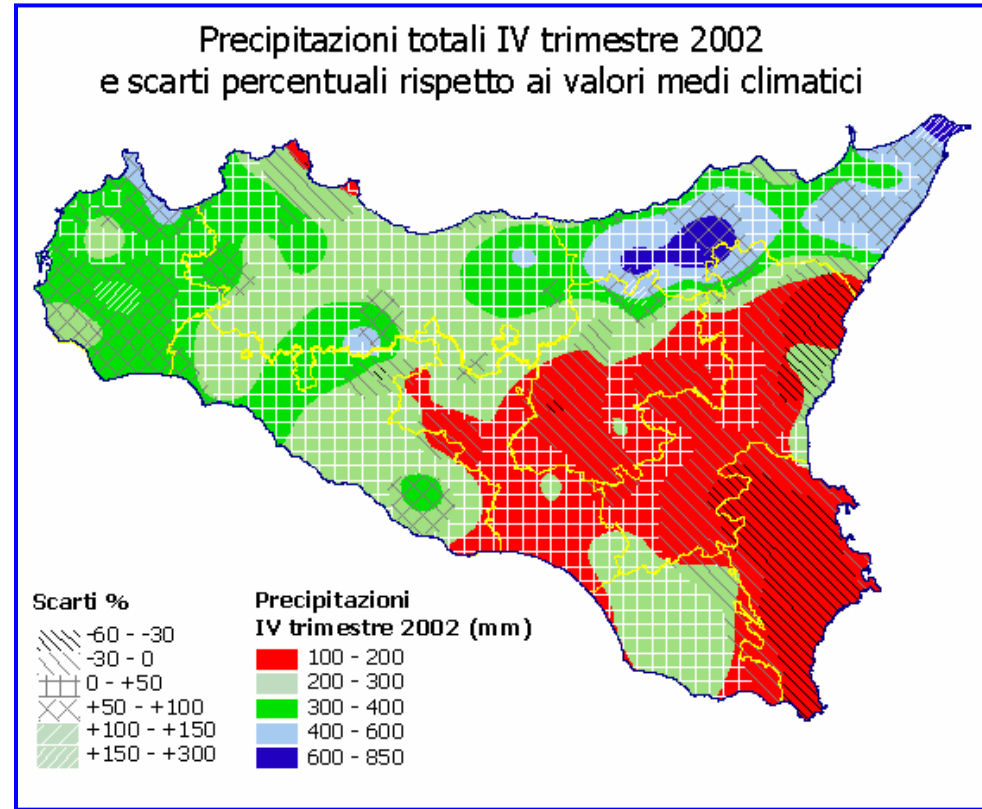 Precipitazioni totali IV trimestre 2002
e scarti percentuali rispetto ai valori medi climatici
Scarti %
-60 - -30
-30 - 0
0 - +50
+50 - +100
+100 - +150
+150 - +300
Precipitazioni
IV trimestre 2002 (mm)
100 - 200
200 - 300
300 - 400
400 - 600
600 - 850